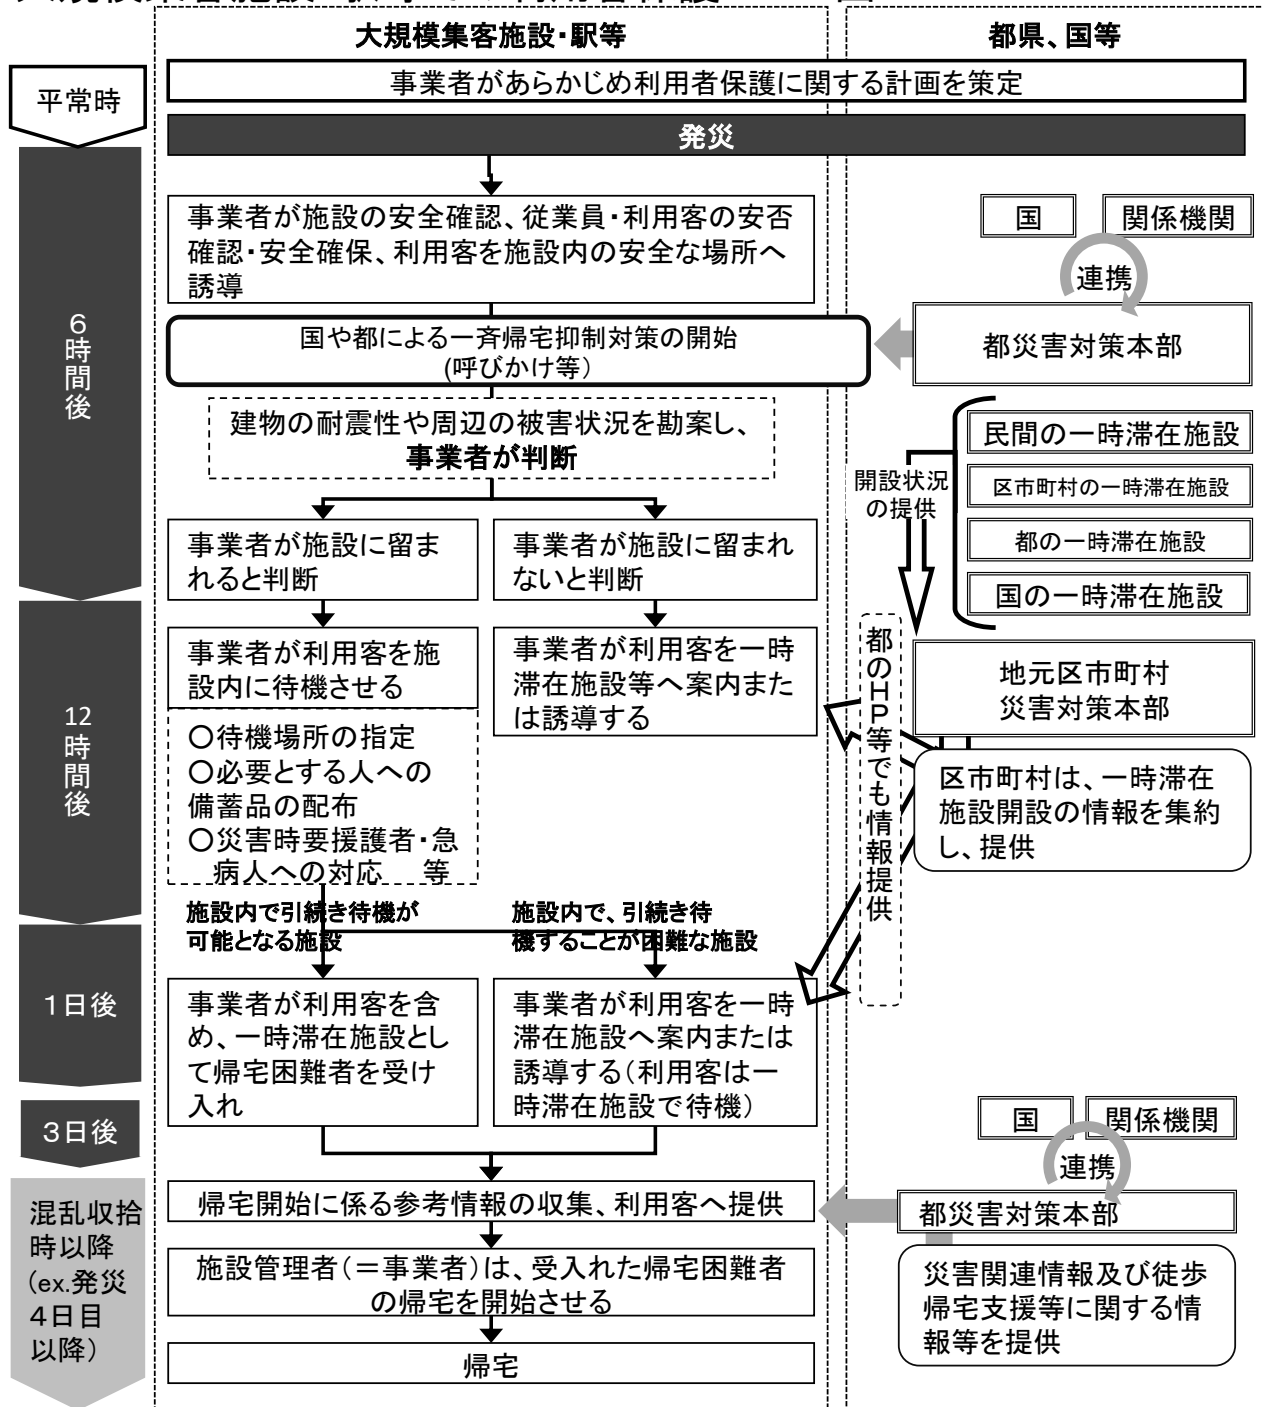 大規模集客施設・駅等
都県、国等
平常時
事業者があらかじめ利用者保護に関する計画を策定
発災
6時間後
事業者が施設の安全確認、従業員・利用客の安否
確認・安全確保、利用客を施設内の安全な場所へ
誘導
国
関係機関
連携
都災害対策本部
国や都による一斉帰宅抑制対策の開始
(呼びかけ等)
建物の耐震性や周辺の被害状況を勘案し、
事業者が判断
民間の一時滞在施設
区市町村の一時滞在施設
都の一時滞在施設
国の一時滞在施設
開設状況
の提供
事業者が施設に留ま
れると判断
事業者が施設に留まれ
ないと判断
12時間後
事業者が利用客を施
設内に待機させる
事業者が利用客を一時
滞在施設等へ案内また
は誘導する
地元区市町村
災害対策本部
都のHP等でも情報提供
区市町村は、一時滞在
施設開設の情報を集約
し、提供
○待機場所の指定
○必要とする人への
備蓄品の配布
○災害時要援護者・急
病人への対応 等
施設内で引続き待機が
可能となる施設
施設内で、引続き待
機することが困難な施設
1日後
事業者が利用客を含
め、一時滞在施設とし
て帰宅困難者を受け
入れ
事業者が利用客を一時
滞在施設へ案内または
誘導する(利用客は一
時滞在施設で待機)
3日後
国
関係機関
連携
都災害対策本部
混乱収拾
時以降
(ex.発災
4日目
以降)
帰宅開始に係る参考情報の収集、利用客へ提供
施設管理者(=事業者)は、受入れた帰宅困難者
の帰宅を開始させる
帰宅
災害関連情報及び徒歩
帰宅支援等に関する情
報等を提供